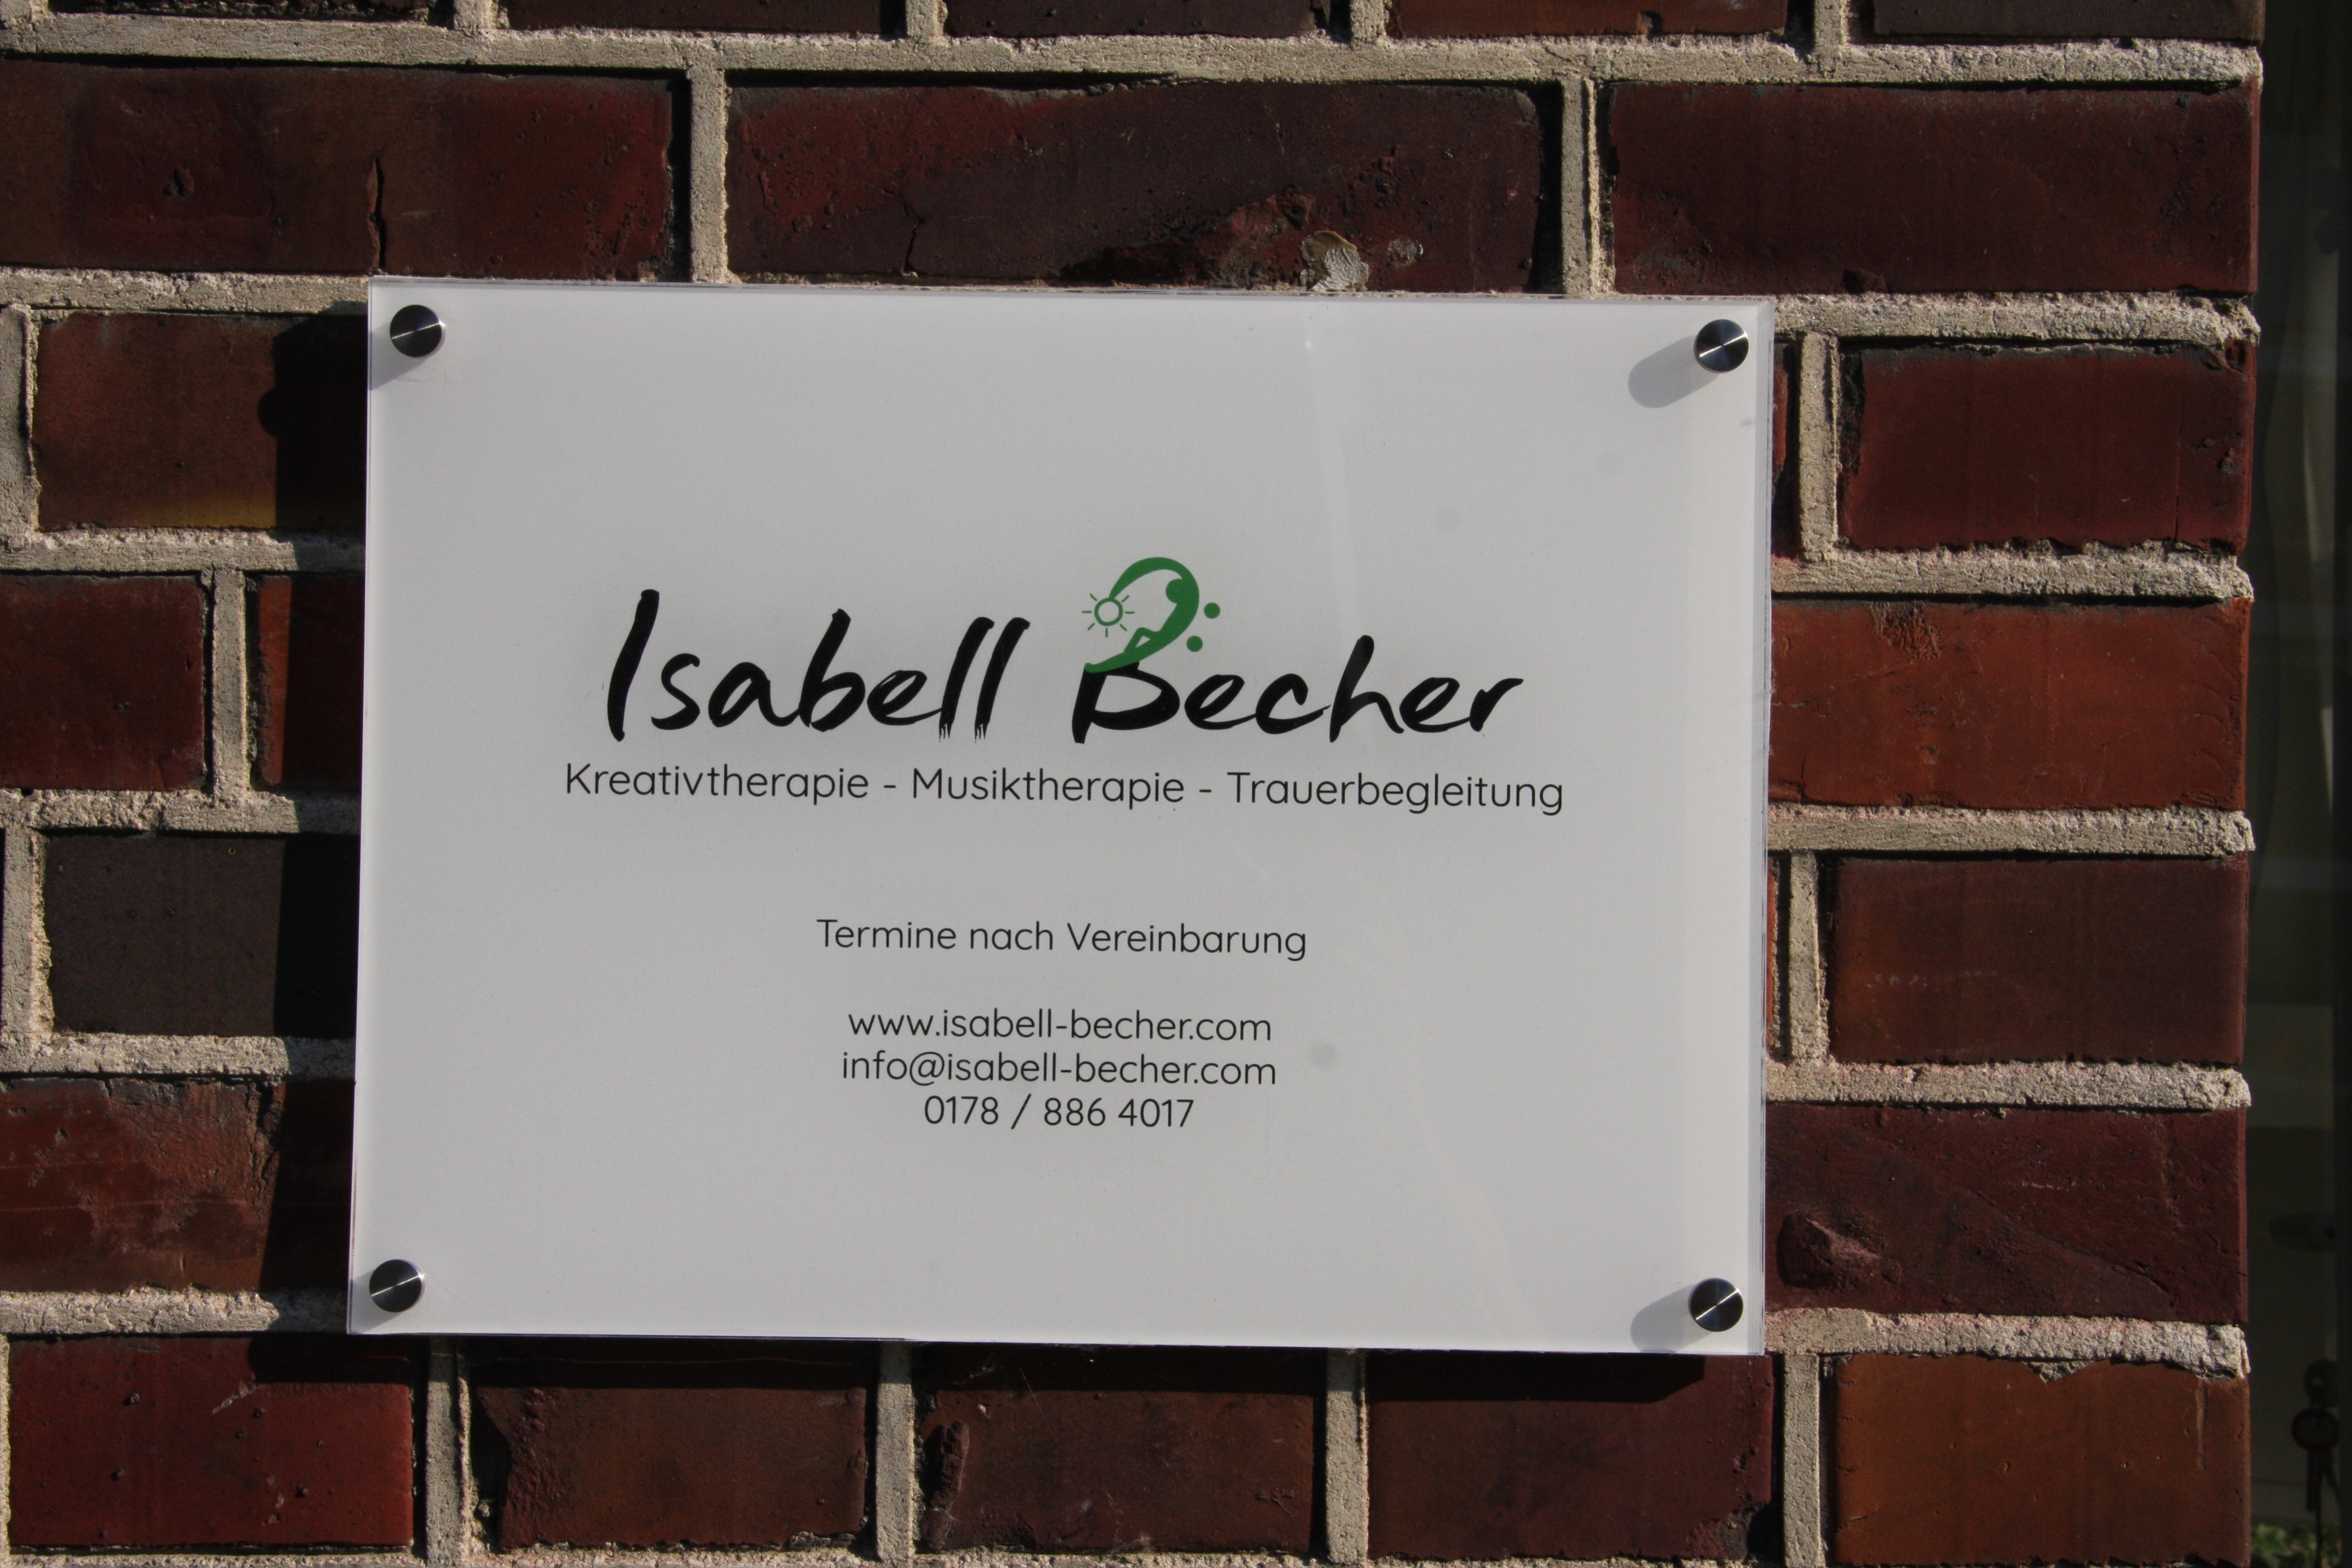 Isabell Becher
Kreativtherapie - Musiktherapie - Trauerbegleitung
Termine nach Vereinbarung
www.isabell-becher.com
info@isabell-becher.com
0178 / 886 4017